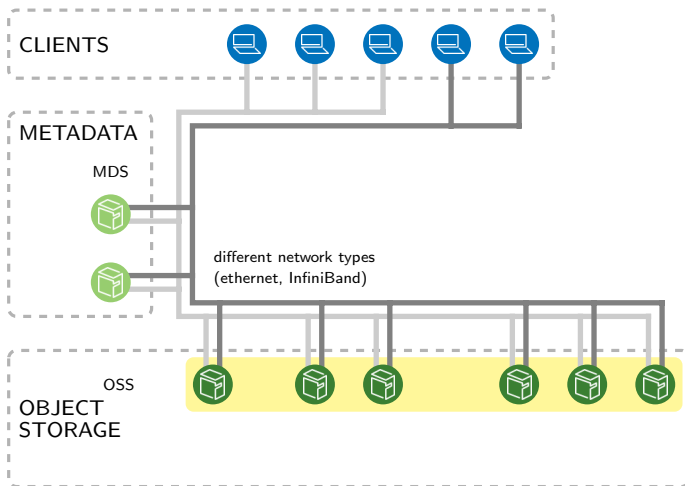 CLIENTS
METADATA
MDS
different network types
(ethernet, InfiniBand)
OSS
OBJECT
STORAGE